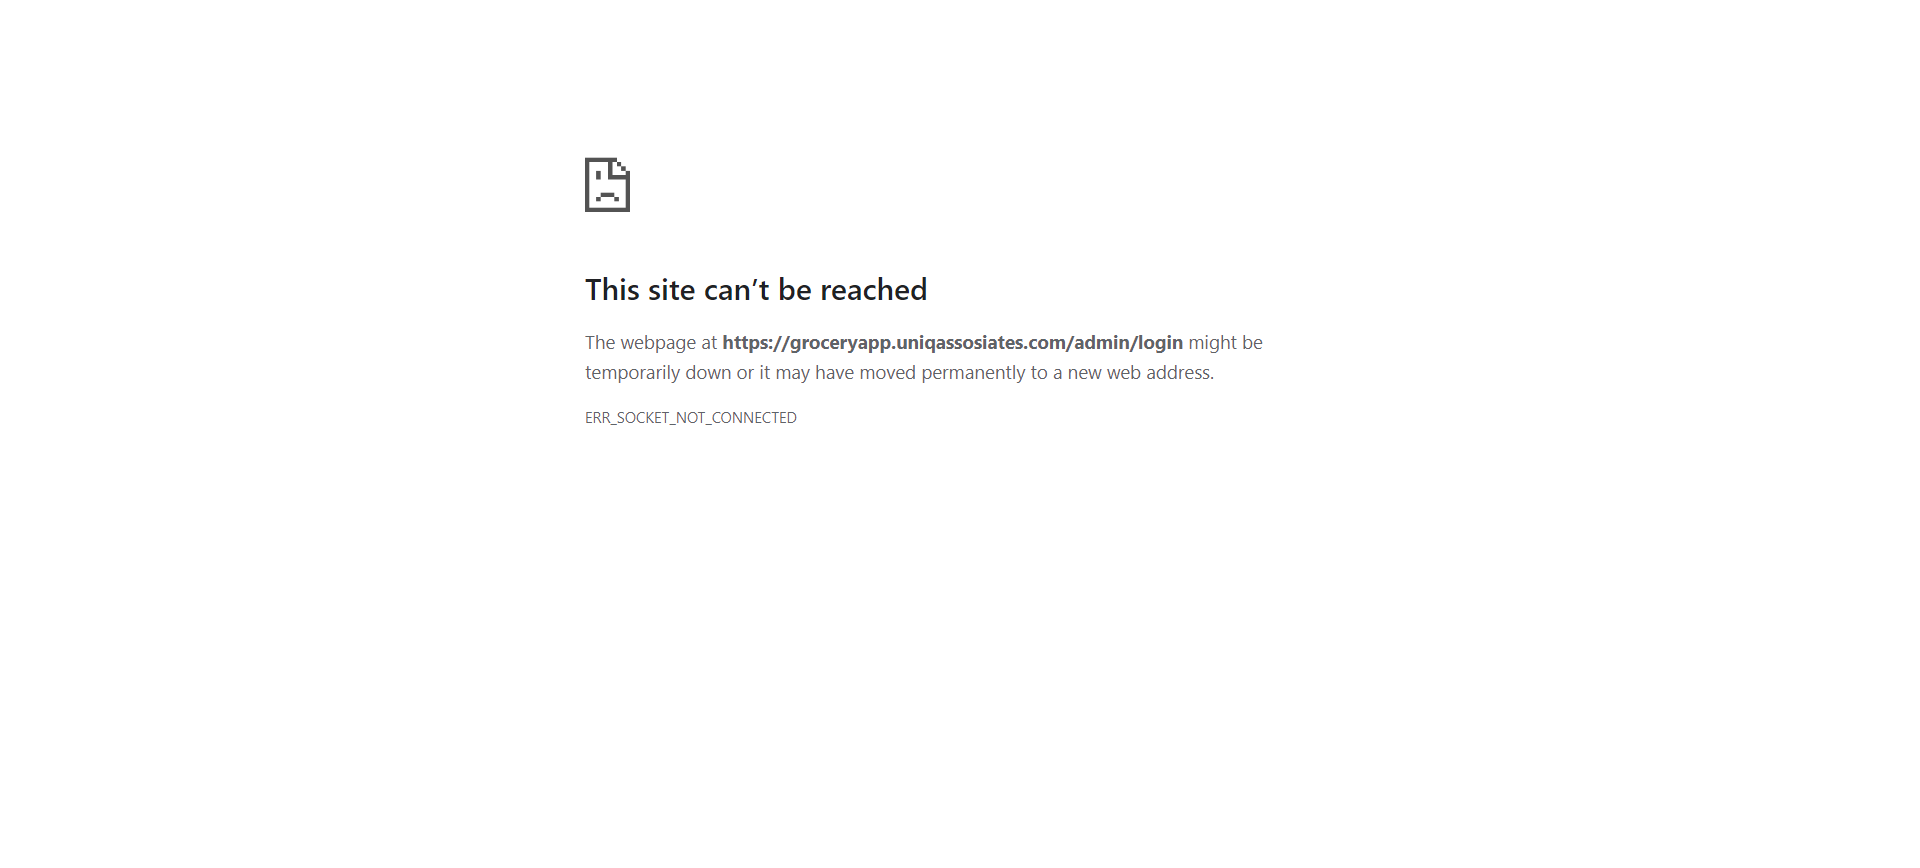 This site can’t be reached
The webpage at https://groceryapp.uniqassosiates.com/admin/login might be
temporarily down or it may have moved permanently to a new web address.
ERR_SOCKET_NOT_CONNECTED